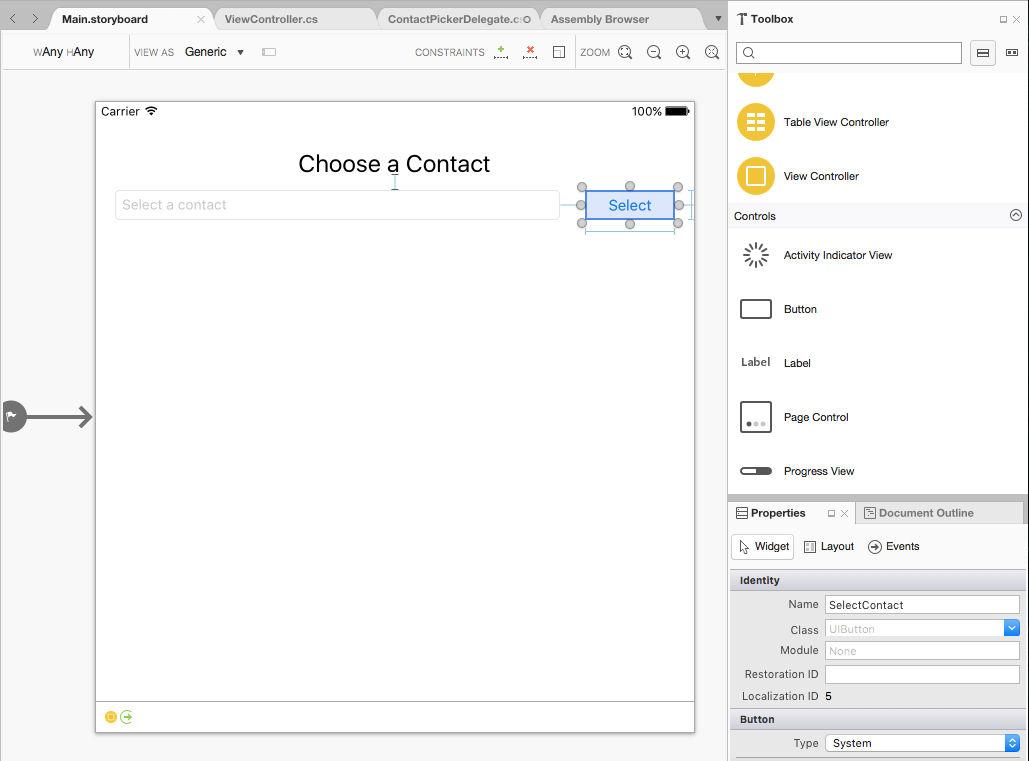 Main.storyboard
ViewController.cs
ContactPickerDelegate.cs
Assembly Browser
Toolbox
wAny hAny
VIEW AS Generic
CONSTRAINTS
ZOOM
Carrier
100%
Choose a Contact
Select a contact
Select
Table View Controller
View Controller
Controls
Activity Indicator View
Button
Label Label
Page Control
Progress View
Properties
Document Outline
Widget
Layout
Events
Identity
Name SelectContact
Class UIButton
Module None
Restoration ID
Localization ID 5
Button
Type System